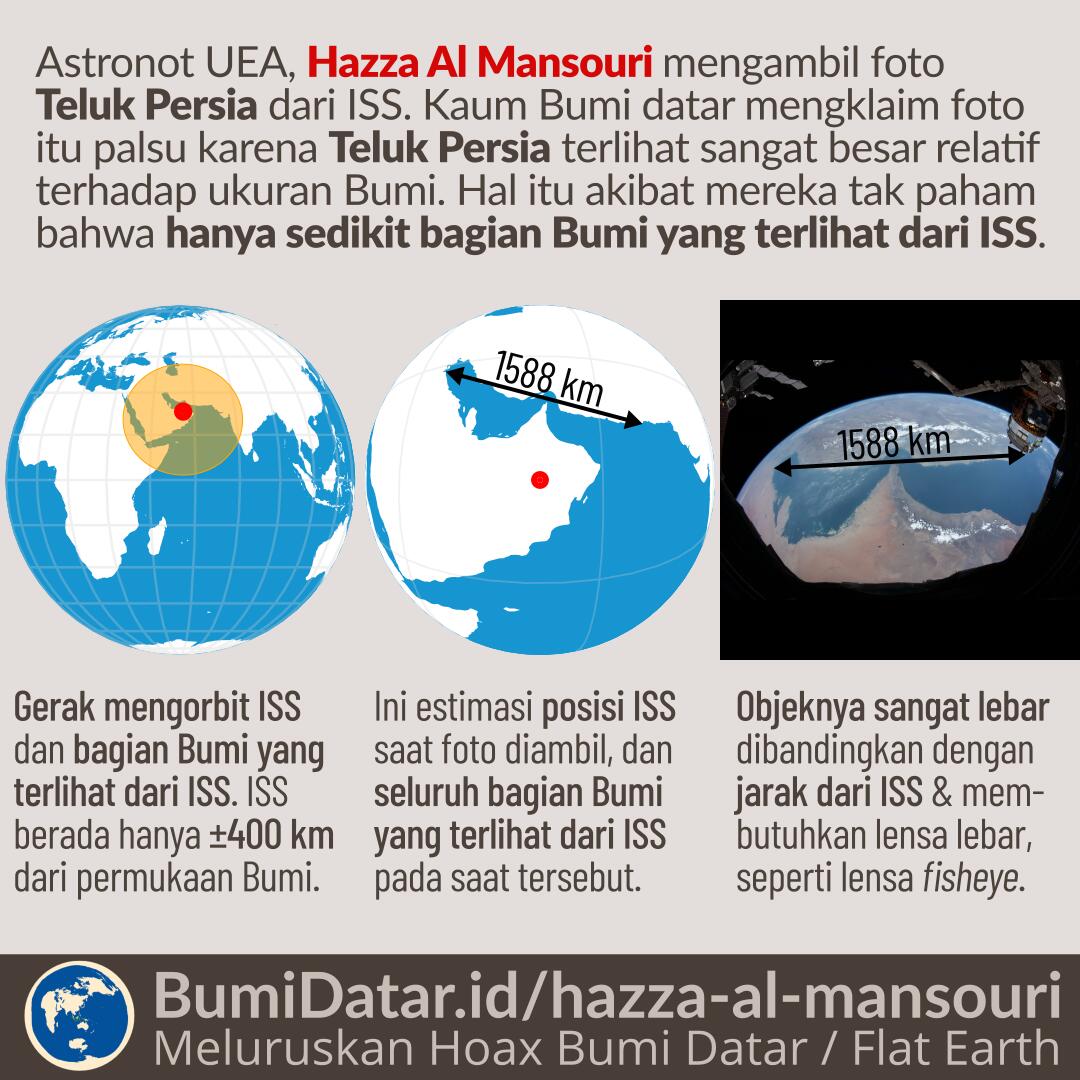 Astronot UEA, Hazza Al Mansouri mengambil foto
Teluk Persia dari ISS. Kaum Bumi datar mengklaim foto
itu palsu karena Teluk Persia terlihat sangat besar relatif
terhadap ukuran Bumi. Hal itu akibat mereka tak paham
bahwa hanya sedikit bagian Bumi yang terlihat dari ISS.
1588 km
1588 km
Gerak mengorbit ISS
dan bagian Bumi yang
terlihat dari ISS. ISS
berada hanya ±400 km
dari permukaan Bumi.
Ini estimasi posisi ISS
saat foto diambil, dan
seluruh bagian Bumi
yang terlihat dari ISS
pada saat tersebut.
Objeknya sangat lebar
dibandingkan dengan
jarak dari ISS & mem-
butuhkan lensa lebar,
seperti lensa fisheye.
BumiDatar.id/hazza-al-mansouri
Meluruskan Hoax Bumi Datar / Flat Earth